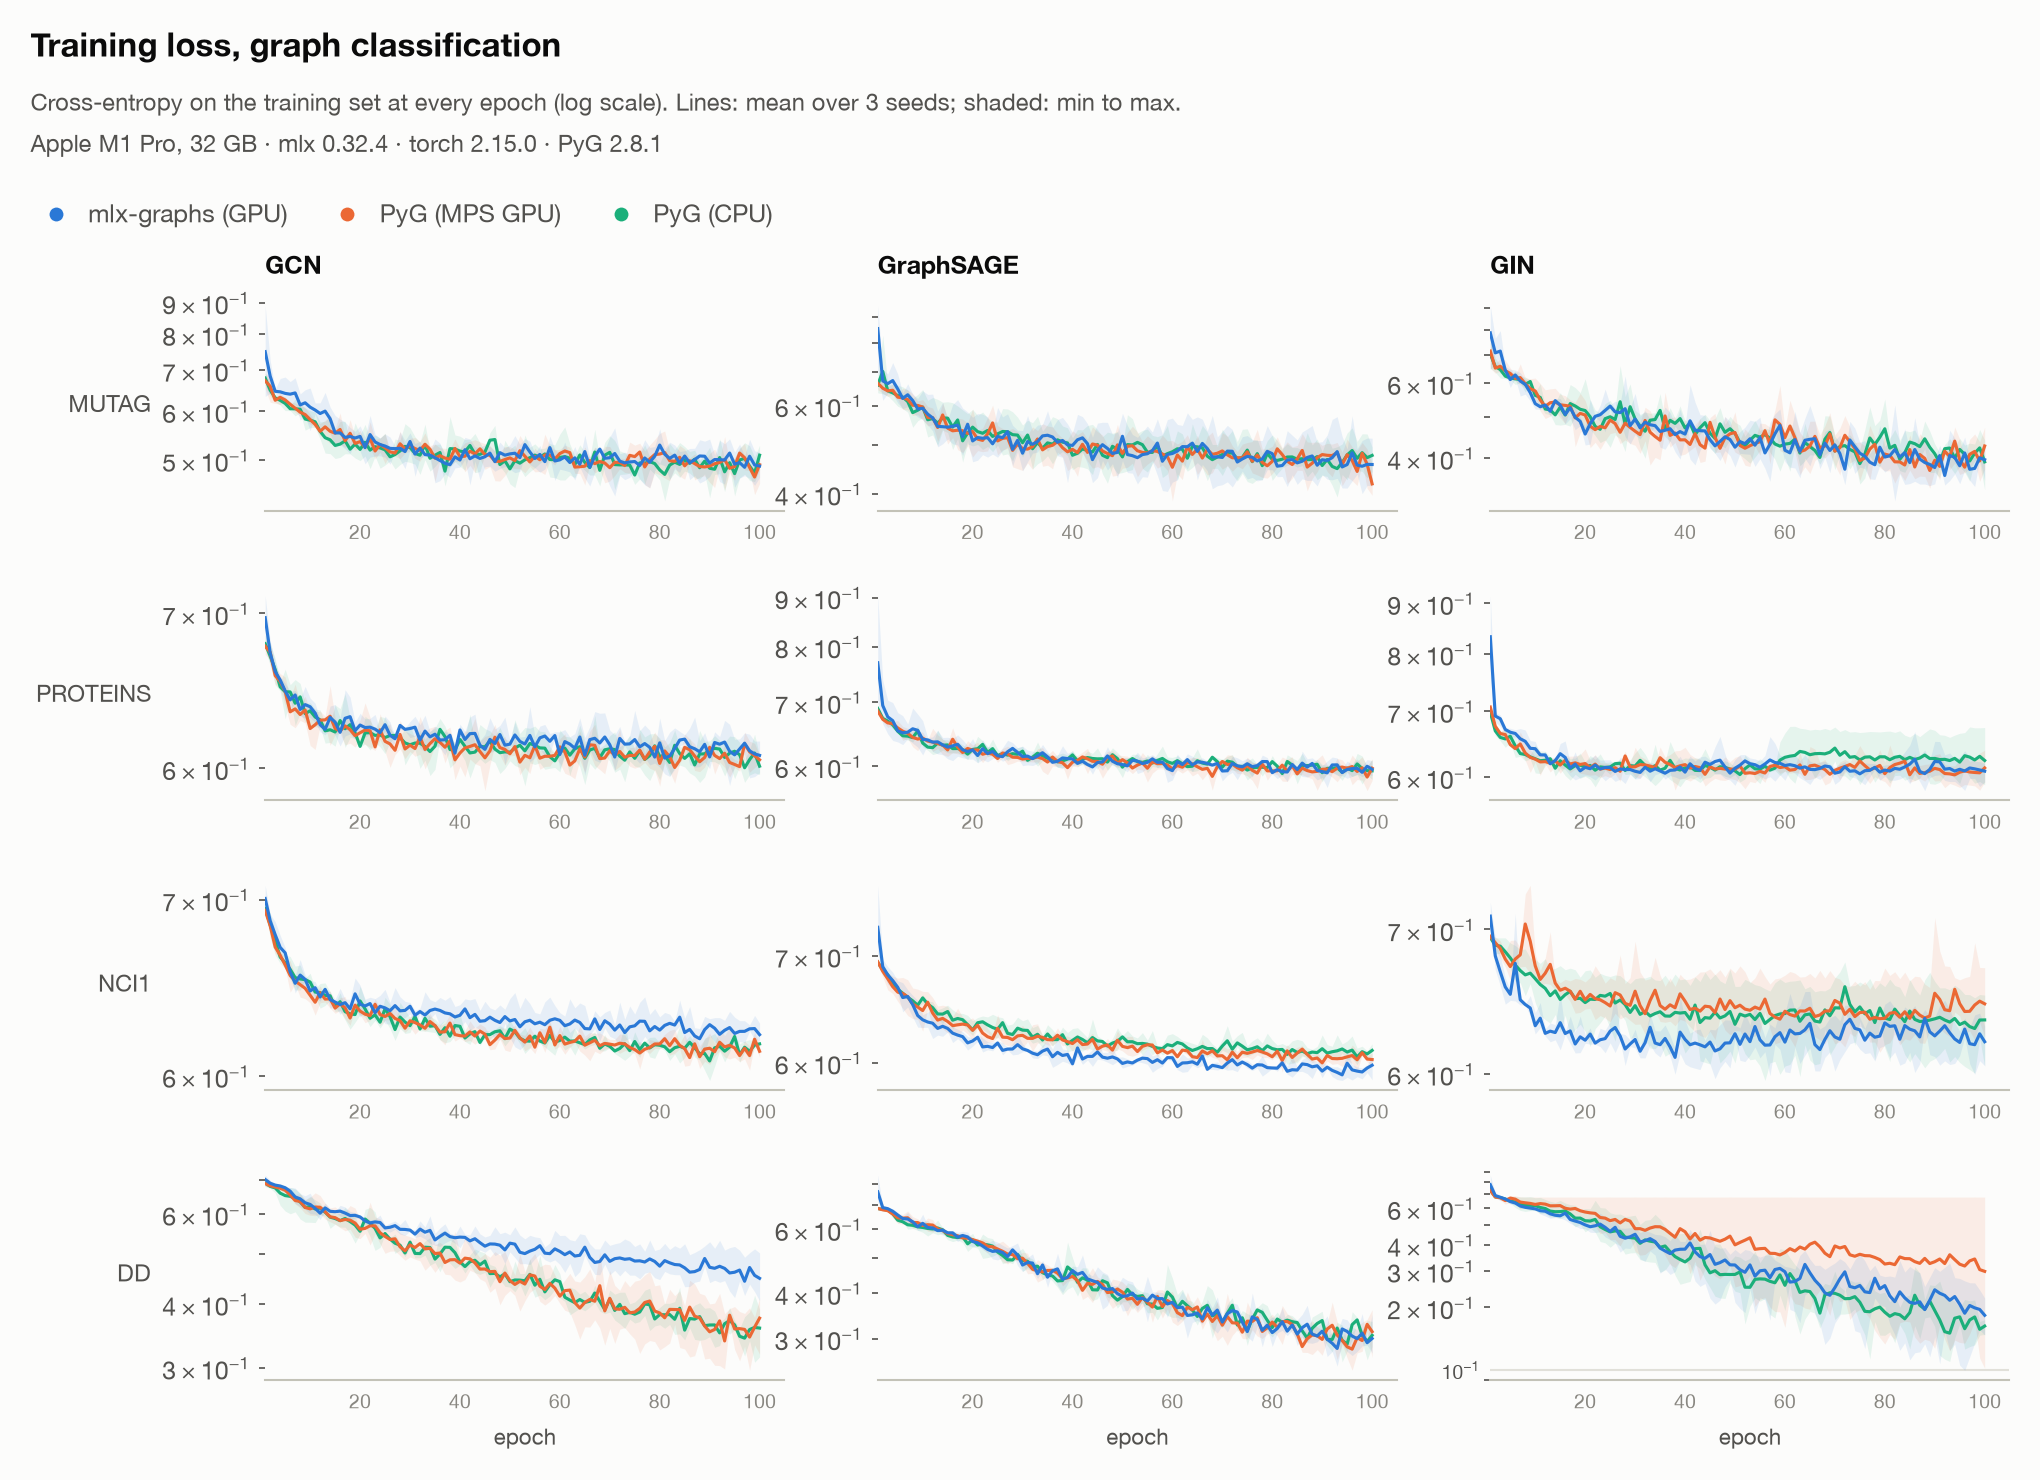 Training loss, graph classification
Cross-entropy on the training set at every epoch (log scale). Lines: mean over 3 seeds; shaded: min to max.
Apple M1 Pro, 32 GB · mlx 0.32.4 · torch 2.15.0 · PyG 2.8.1
mlx-graphs (GPU) PyG (MPS GPU) PyG (CPU)
GCN GraphSAGE GIN
MUTAG
9 × 10⁻¹
8 × 10⁻¹
7 × 10⁻¹
6 × 10⁻¹
5 × 10⁻¹
20 40 60 80 100
6 × 10⁻¹
4 × 10⁻¹
20 40 60 80 100
6 × 10⁻¹
4 × 10⁻¹
20 40 60 80 100
PROTEINS
7 × 10⁻¹
6 × 10⁻¹
20 40 60 80 100
9 × 10⁻¹
8 × 10⁻¹
7 × 10⁻¹
6 × 10⁻¹
20 40 60 80 100
9 × 10⁻¹
8 × 10⁻¹
7 × 10⁻¹
6 × 10⁻¹
20 40 60 80 100
NCI1
7 × 10⁻¹
6 × 10⁻¹
20 40 60 80 100
7 × 10⁻¹
6 × 10⁻¹
20 40 60 80 100
7 × 10⁻¹
6 × 10⁻¹
20 40 60 80 100
DD
6 × 10⁻¹
4 × 10⁻¹
3 × 10⁻¹
20 40 60 80 100
epoch
6 × 10⁻¹
4 × 10⁻¹
3 × 10⁻¹
20 40 60 80 100
epoch
6 × 10⁻¹
4 × 10⁻¹
3 × 10⁻¹
2 × 10⁻¹
10⁻¹
20 40 60 80 100
epoch